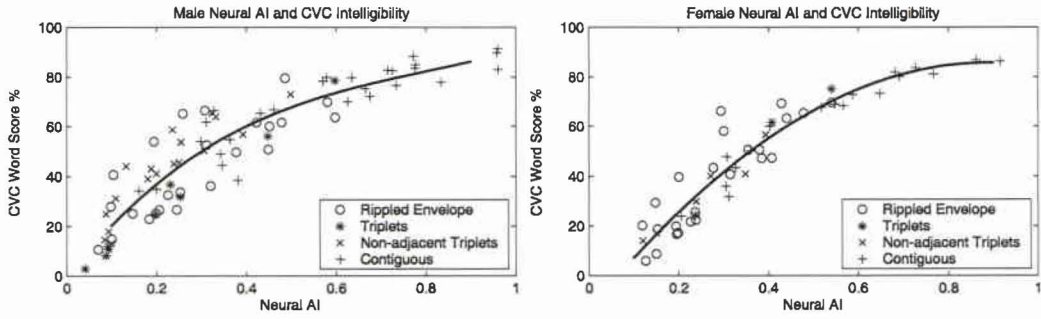 Male Neural AI and CVC Intelligibility
CVC Word Score %
100
80
60
40
20
0
Rippled Envelope
Triplets
Non-adjacent Triplets
Contiguous
0 0.2 0.4 0.6 0.8 1
Neural AI
Female Neural AI and CVC Intelligibility
CVC Word Score %
100
80
60
40
20
0
Rippled Envelope
Triplets
Non-adjacent Triplets
Contiguous
0 0.2 0.4 0.6 0.8 1
Neural AI